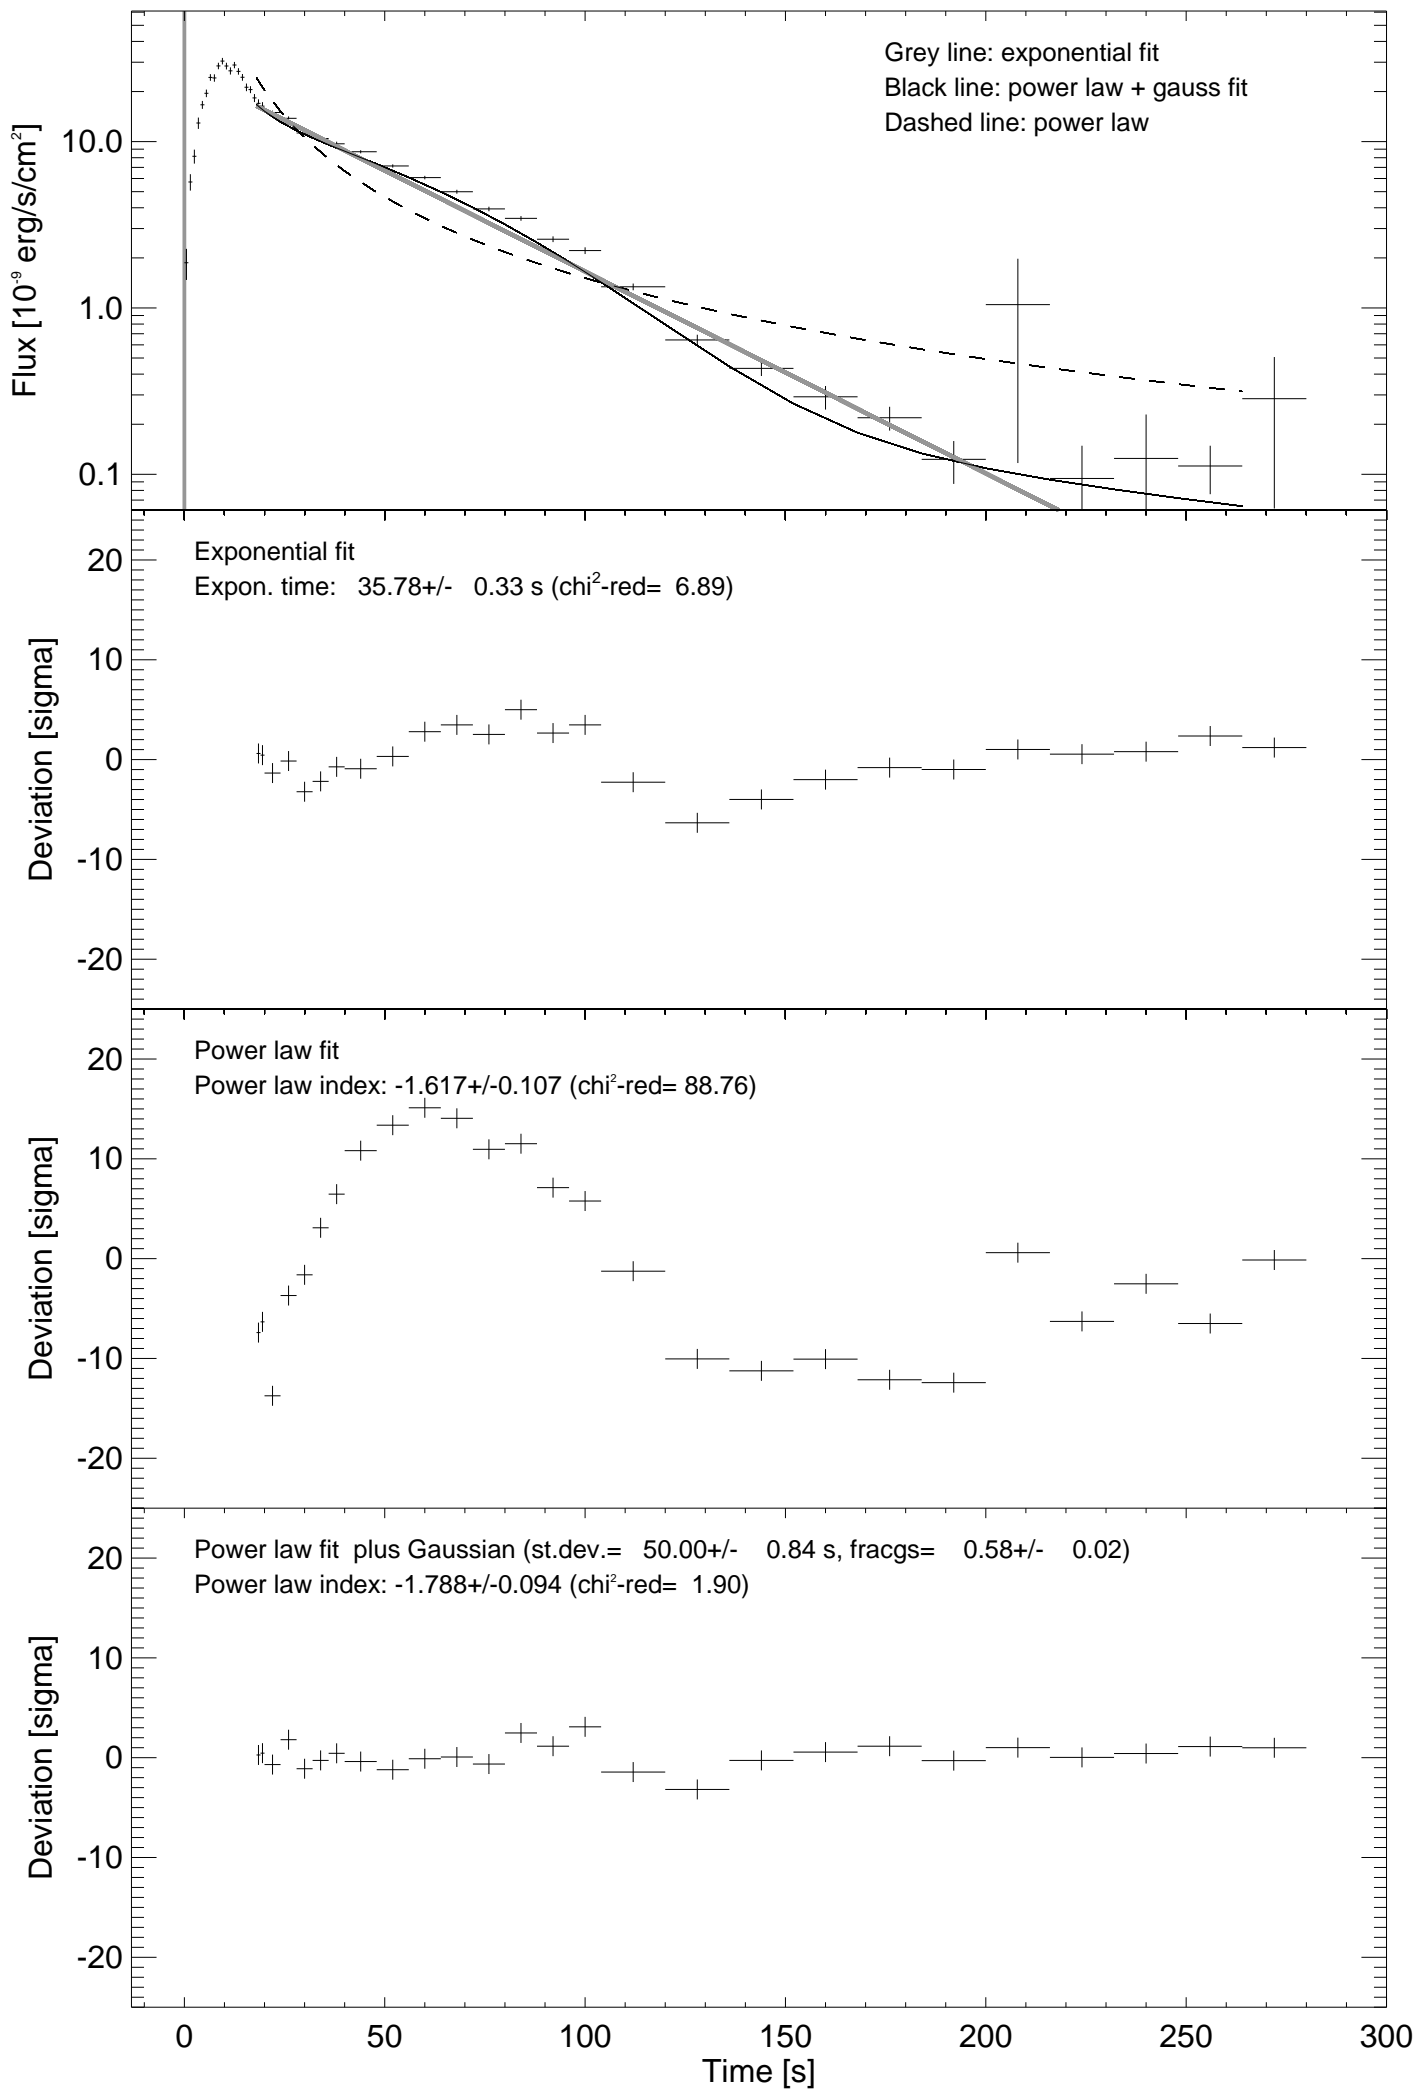 Grey line: exponential fit
Black line: power law + gauss fit
Dashed line: power law
Flux [10⁻⁹ erg/s/cm²]
10.0
1.0
0.1
Exponential fit
Expon. time: 35.78+/- 0.33 s (chi²-red= 6.89)
Deviation [sigma]
20
10
0
-10
-20
Power law fit
Power law index: -1.617+/-0.107 (chi²-red= 88.76)
Deviation [sigma]
20
10
0
-10
-20
Power law fit plus Gaussian (st.dev.= 50.00+/- 0.84 s, fracgs= 0.58+/- 0.02)
Power law index: -1.788+/-0.094 (chi²-red= 1.90)
Deviation [sigma]
20
10
0
-10
-20
0 50 100 150 200 250 300
Time [s]